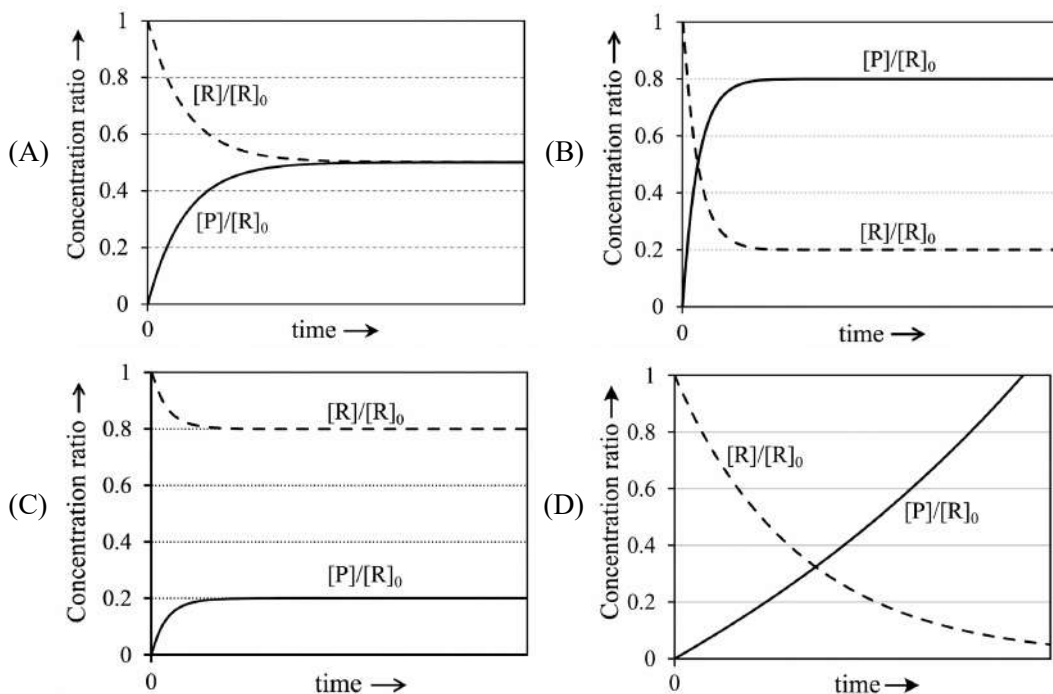 (A)
Concentration ratio →
1
0.8
0.6
0.4
0.2
0
[R]/[R]₀
[P]/[R]₀
0
time →
(B)
Concentration ratio →
1
0.8
0.6
0.4
0.2
0
[P]/[R]₀
[R]/[R]₀
0
time →
(C)
Concentration ratio →
1
0.8
0.6
0.4
0.2
0
[R]/[R]₀
[P]/[R]₀
0
time →
(D)
Concentration ratio →
1
0.8
0.6
0.4
0.2
0
[R]/[R]₀
[P]/[R]₀
0
time →